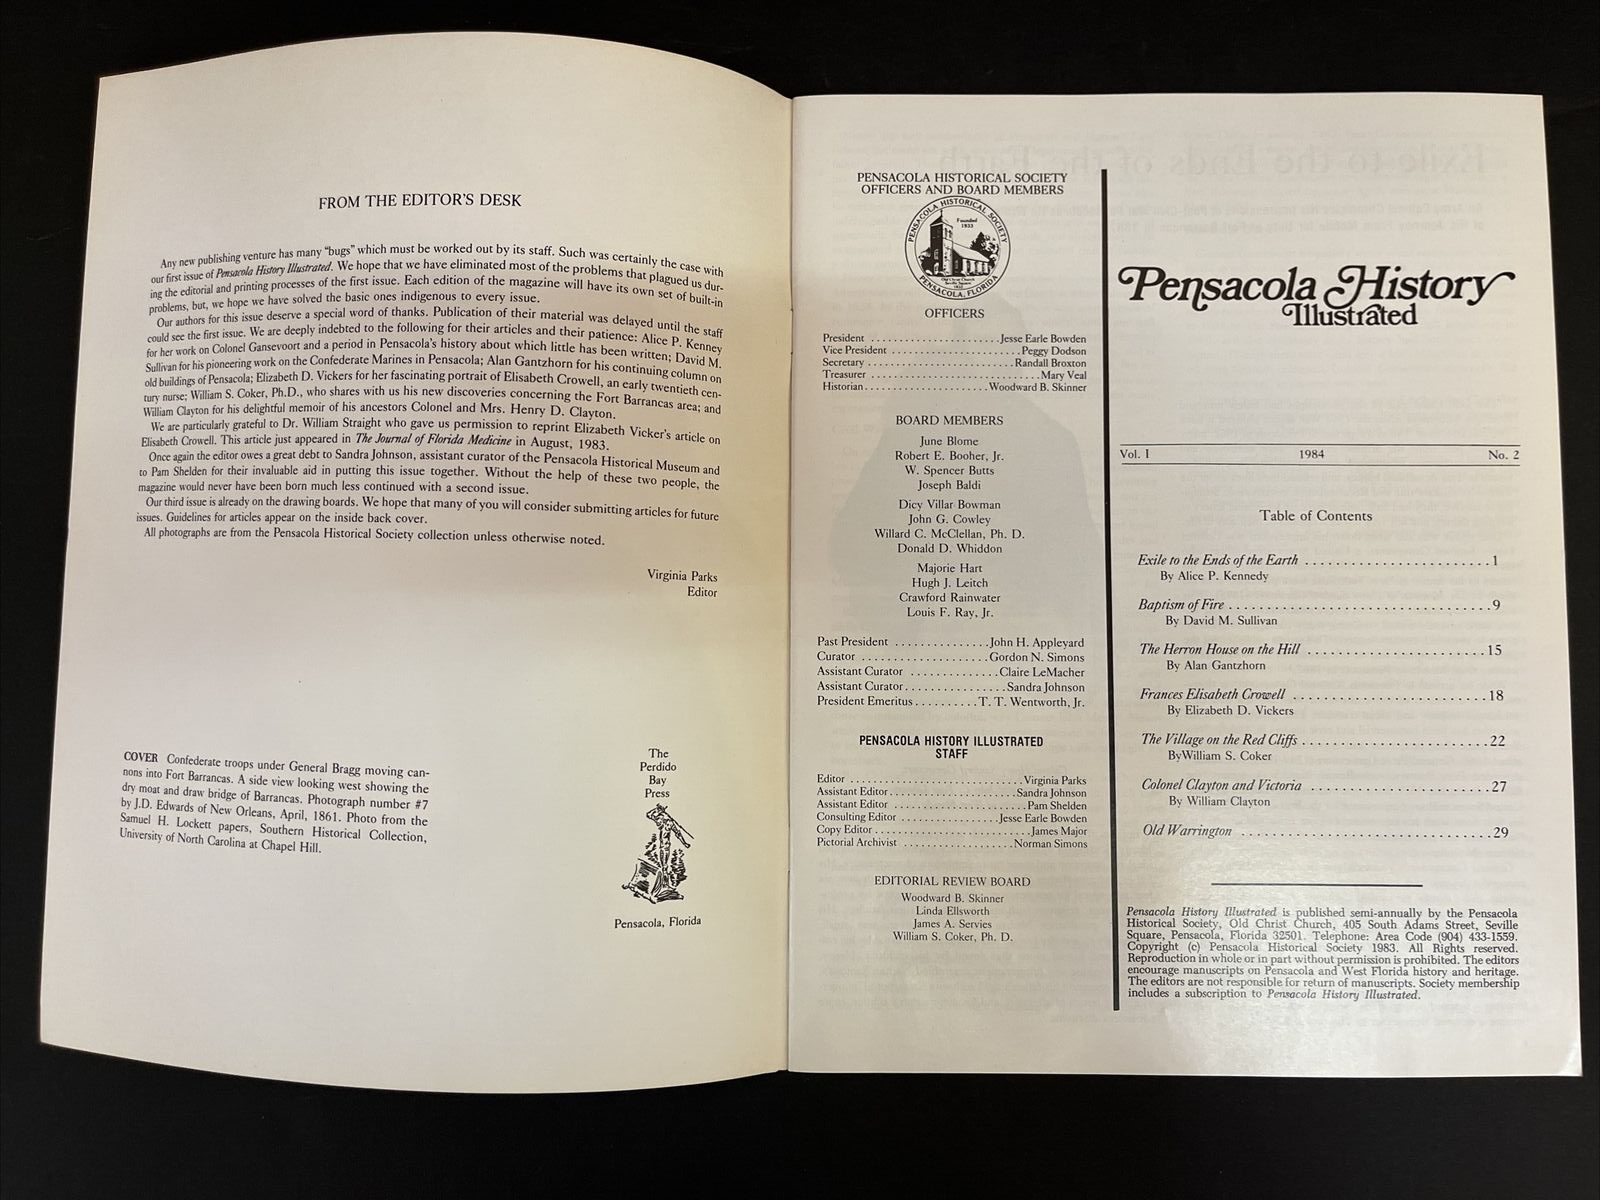 FROM THE EDITOR'S DESK
Any new publishing venture has many "bugs" which must be worked out by its staff. Such was certainly the case with
our first issue of Pensacola History Illustrated. We hope that we have eliminated most of the problems that plagued us dur-
ing the editorial and printing processes of the first issue. Each edition of the magazine will have its own set of built-in
problems, but, we hope we have solved the basic ones indigenous to every issue.
Our authors for this issue deserve a special word of thanks. Publication of their material was delayed until the staff
could see the first issue. We are deeply indebted to the following for their articles and their patience: Alice P. Kenney
for her work on Colonel Gansevoort and a period in Pensacola's history about which little has been written; David M.
Sullivan for his pioneering work on the Confederate Marines in Pensacola; Alan Gantzhorn for his continuing column on
old buildings of Pensacola; Elizabeth D. Vickers for her fascinating portrait of Elisabeth Crowell, an early twentieth cen-
tury nurse; William S. Coker, Ph.D., who shares with us his new discoveries concerning the Fort Barrancas area; and
William Clayton for his delightful memoir of his ancestors Colonel and Mrs. Henry D. Clayton.
We are particularly grateful to Dr. William Straight who gave us permission to reprint Elizabeth Vicker's article on
Elisabeth Crowell. This article just appeared in The Journal of Florida Medicine in August, 1983.
Once again the editor owes a great debt to Sandra Johnson, assistant curator of the Pensacola Historical Museum and
to Pam Shelden for their invaluable aid in putting this issue together. Without the help of these two people, the
magazine would never have been born much less continued with a second issue.
Our third issue is already on the drawing boards. We hope that many of you will consider submitting articles for future
issues. Guidelines for articles appear on the inside back cover.
All photographs are from the Pensacola Historical Society collection unless otherwise noted.
Virginia Parks
Editor
COVER Confederate troops under General Bragg moving can-
nons into Fort Barrancas. A side view looking west showing the
dry moat and draw bridge of Barrancas. Photograph number #7
by J.D. Edwards of New Orleans, April, 1861. Photo from the
Samuel H. Lockett papers, Southern Historical Collection,
University of North Carolina at Chapel Hill.
The
Perdido
Bay
Press
Pensacola, Florida
PENSACOLA HISTORICAL SOCIETY
OFFICERS AND BOARD MEMBERS
PENSACOLA HISTORICAL SOCIETY
Founded
1933
Old Christ Church
PENSACOLA, FLORIDA
OFFICERS
President . . . . . . . . . . . . . . . . . . . . . . . Jesse Earle Bowden
Vice President . . . . . . . . . . . . . . . . . . . . . . . Peggy Dodson
Secretary . . . . . . . . . . . . . . . . . . . . . . . . . . Randall Broxton
Treasurer . . . . . . . . . . . . . . . . . . . . . . . . . . . . . . Mary Veal
Historian . . . . . . . . . . . . . . . . . . . . . . Woodward B. Skinner
BOARD MEMBERS
June Blome
Robert E. Booher, Jr.
W. Spencer Butts
Joseph Baldi
Dicy Villar Bowman
John G. Cowley
Willard C. McClellan, Ph. D.
Donald D. Whiddon
Majorie Hart
Hugh J. Leitch
Crawford Rainwater
Louis F. Ray, Jr.
Past President . . . . . . . . . . . . . . . John H. Appleyard
Curator . . . . . . . . . . . . . . . . . . . . Gordon N. Simons
Assistant Curator . . . . . . . . . . . . . Claire LeMacher
Assistant Curator . . . . . . . . . . . . . . . Sandra Johnson
President Emeritus . . . . . . . . . . T. T. Wentworth, Jr.
PENSACOLA HISTORY ILLUSTRATED
STAFF
Editor . . . . . . . . . . . . . . . . . . . . . . . . . . . . Virginia Parks
Assistant Editor . . . . . . . . . . . . . . . . . . . . Sandra Johnson
Assistant Editor . . . . . . . . . . . . . . . . . . . . . . Pam Shelden
Consulting Editor . . . . . . . . . . . . . . . . Jesse Earle Bowden
Copy Editor . . . . . . . . . . . . . . . . . . . . . . . . . James Major
Pictorial Archivist . . . . . . . . . . . . . . . . . . Norman Simons
EDITORIAL REVIEW BOARD
Woodward B. Skinner
Linda Ellsworth
James A. Servies
William S. Coker, Ph. D.
Pensacola History
Illustrated
Vol. I 1984 No. 2
Table of Contents
Exile to the Ends of the Earth . . . . . . . . . . . . . . . . . . . . . . . . . 1
By Alice P. Kennedy
Baptism of Fire . . . . . . . . . . . . . . . . . . . . . . . . . . . . . . . . . . . 9
By David M. Sullivan
The Herron House on the Hill . . . . . . . . . . . . . . . . . . . . . . . . 15
By Alan Gantzhorn
Frances Elisabeth Crowell . . . . . . . . . . . . . . . . . . . . . . . . . . 18
By Elizabeth D. Vickers
The Village on the Red Cliffs . . . . . . . . . . . . . . . . . . . . . . . . . 22
ByWilliam S. Coker
Colonel Clayton and Victoria . . . . . . . . . . . . . . . . . . . . . . . . 27
By William Clayton
Old Warrington . . . . . . . . . . . . . . . . . . . . . . . . . . . . . . . . . . 29
Pensacola History Illustrated is published semi-annually by the Pensacola
Historical Society, Old Christ Church, 405 South Adams Street, Seville
Square, Pensacola, Florida 32501. Telephone: Area Code (904) 433-1559.
Copyright (c) Pensacola Historical Society 1983. All Rights reserved.
Reproduction in whole or in part without permission is prohibited. The editors
encourage manuscripts on Pensacola and West Florida history and heritage.
The editors are not responsible for return of manuscripts. Society membership
includes a subscription to Pensacola History Illustrated.